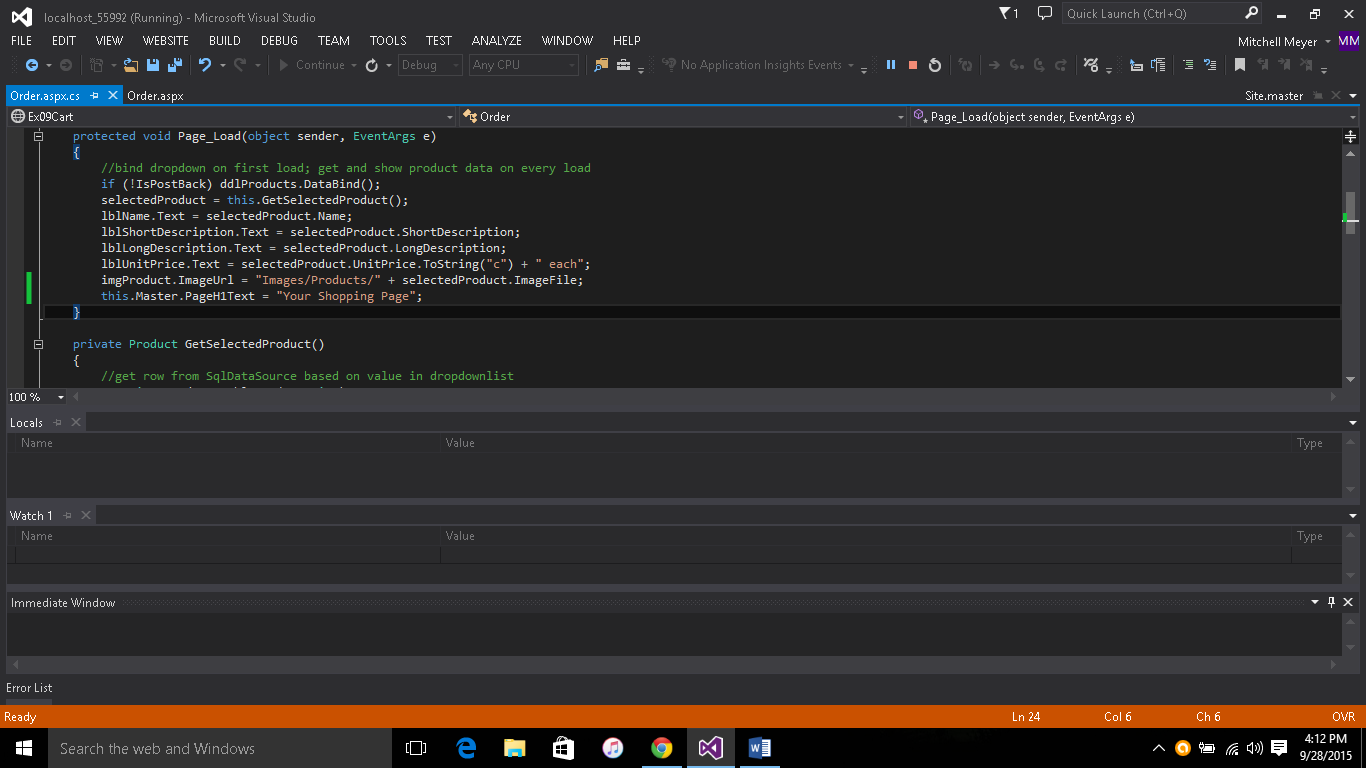 localhost_55992 (Running) - Microsoft Visual Studio
1
Quick Launch (Ctrl+Q)
FILE EDIT VIEW WEBSITE BUILD DEBUG TEAM TOOLS TEST ANALYZE WINDOW HELP
Mitchell Meyer
MM
Continue
Debug
Any CPU
No Application Insights Events
Order.aspx.cs
Order.aspx
Site.master
Ex09Cart
Order
Page_Load(object sender, EventArgs e)
protected void Page_Load(object sender, EventArgs e)
{
//bind dropdown on first load; get and show product data on every load
if (!IsPostBack) ddlProducts.DataBind();
selectedProduct = this.GetSelectedProduct();
lblName.Text = selectedProduct.Name;
lblShortDescription.Text = selectedProduct.ShortDescription;
lblLongDescription.Text = selectedProduct.LongDescription;
lblUnitPrice.Text = selectedProduct.UnitPrice.ToString("c") + " each";
imgProduct.ImageUrl = "Images/Products/" + selectedProduct.ImageFile;
this.Master.PageH1Text = "Your Shopping Page";
}
private Product GetSelectedProduct()
{
//get row from SqlDataSource based on value in dropdownlist
100 %
Locals
Name Value Type
Watch 1
Name Value Type
Immediate Window
Error List
Ready
Ln 24 Col 6 Ch 6 OVR
Search the web and Windows
4:12 PM
9/28/2015